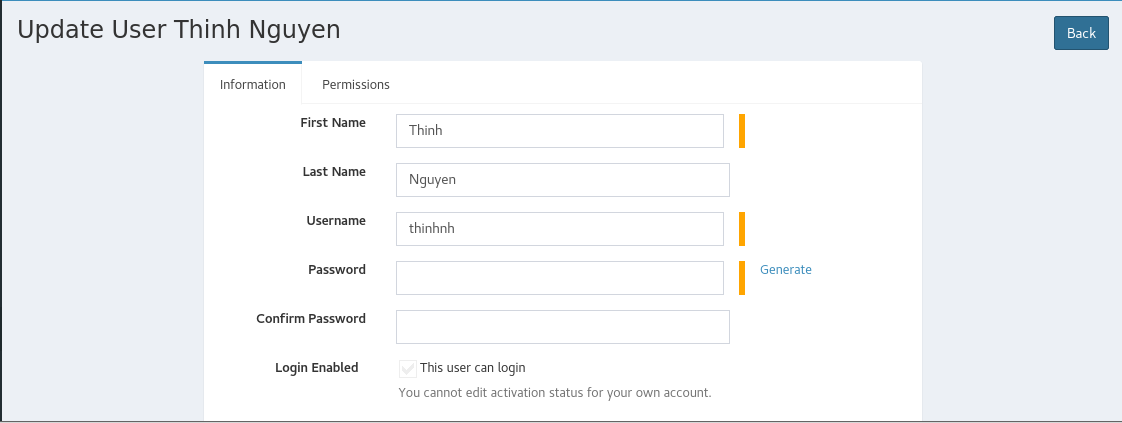 Update User Thinh Nguyen
Back
Information Permissions
First Name Thinh
Last Name Nguyen
Username thinhnh
Password Generate
Confirm Password
Login Enabled This user can login
You cannot edit activation status for your own account.